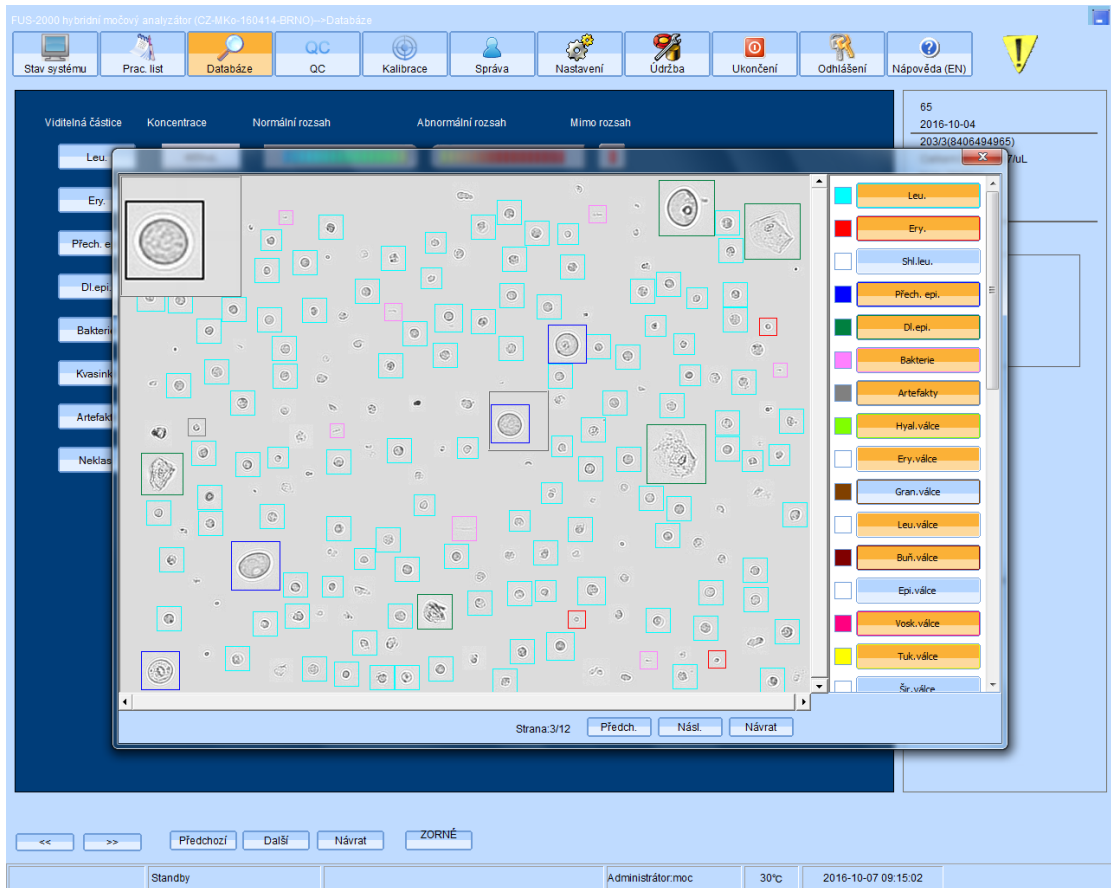 FUS-2000 hybridní močový analyzátor (CZ-MKo-160414-BRNO)-->Databáze
Stav systému
Prac. list
Databáze
QC
QC
Kalibrace
Správa
Nastavení
Údržba
Ukončení
Odhlášení
Nápověda (EN)
65
2016-10-04
203/3(8406494965)
7/uL
Viditelná částice
Koncentrace
Normální rozsah
Abnormální rozsah
Mimo rozsah
Leu.
Ery.
Přech. e
Dl.epi.
Bakteri
Kvasink
Artefak
Neklas
Leu.
Ery.
Shl.leu.
Přech. epi.
Dl.epi.
Bakterie
Artefakty
Hyal.válce
Ery.válce
Gran.válce
Leu.válce
Buň.válce
Epi.válce
Vosk.válce
Tuk.válce
Šir.válce
Strana:3/12
Předch.
Násl.
Návrat
<<
>>
Předchozí
Další
Návrat
ZORNÉ
Standby
Administrátor:moc
30℃
2016-10-07 09:15:02